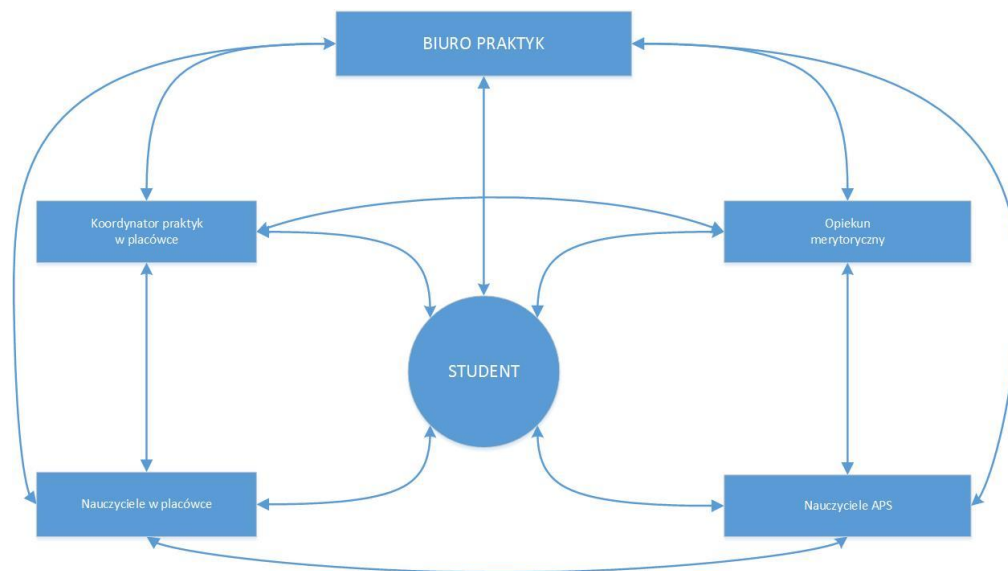 BIURO PRAKTYK
Koordynator praktyk
w placówce
Opiekun
merytoryczny
STUDENT
Nauczyciele w placówce
Nauczyciele APS